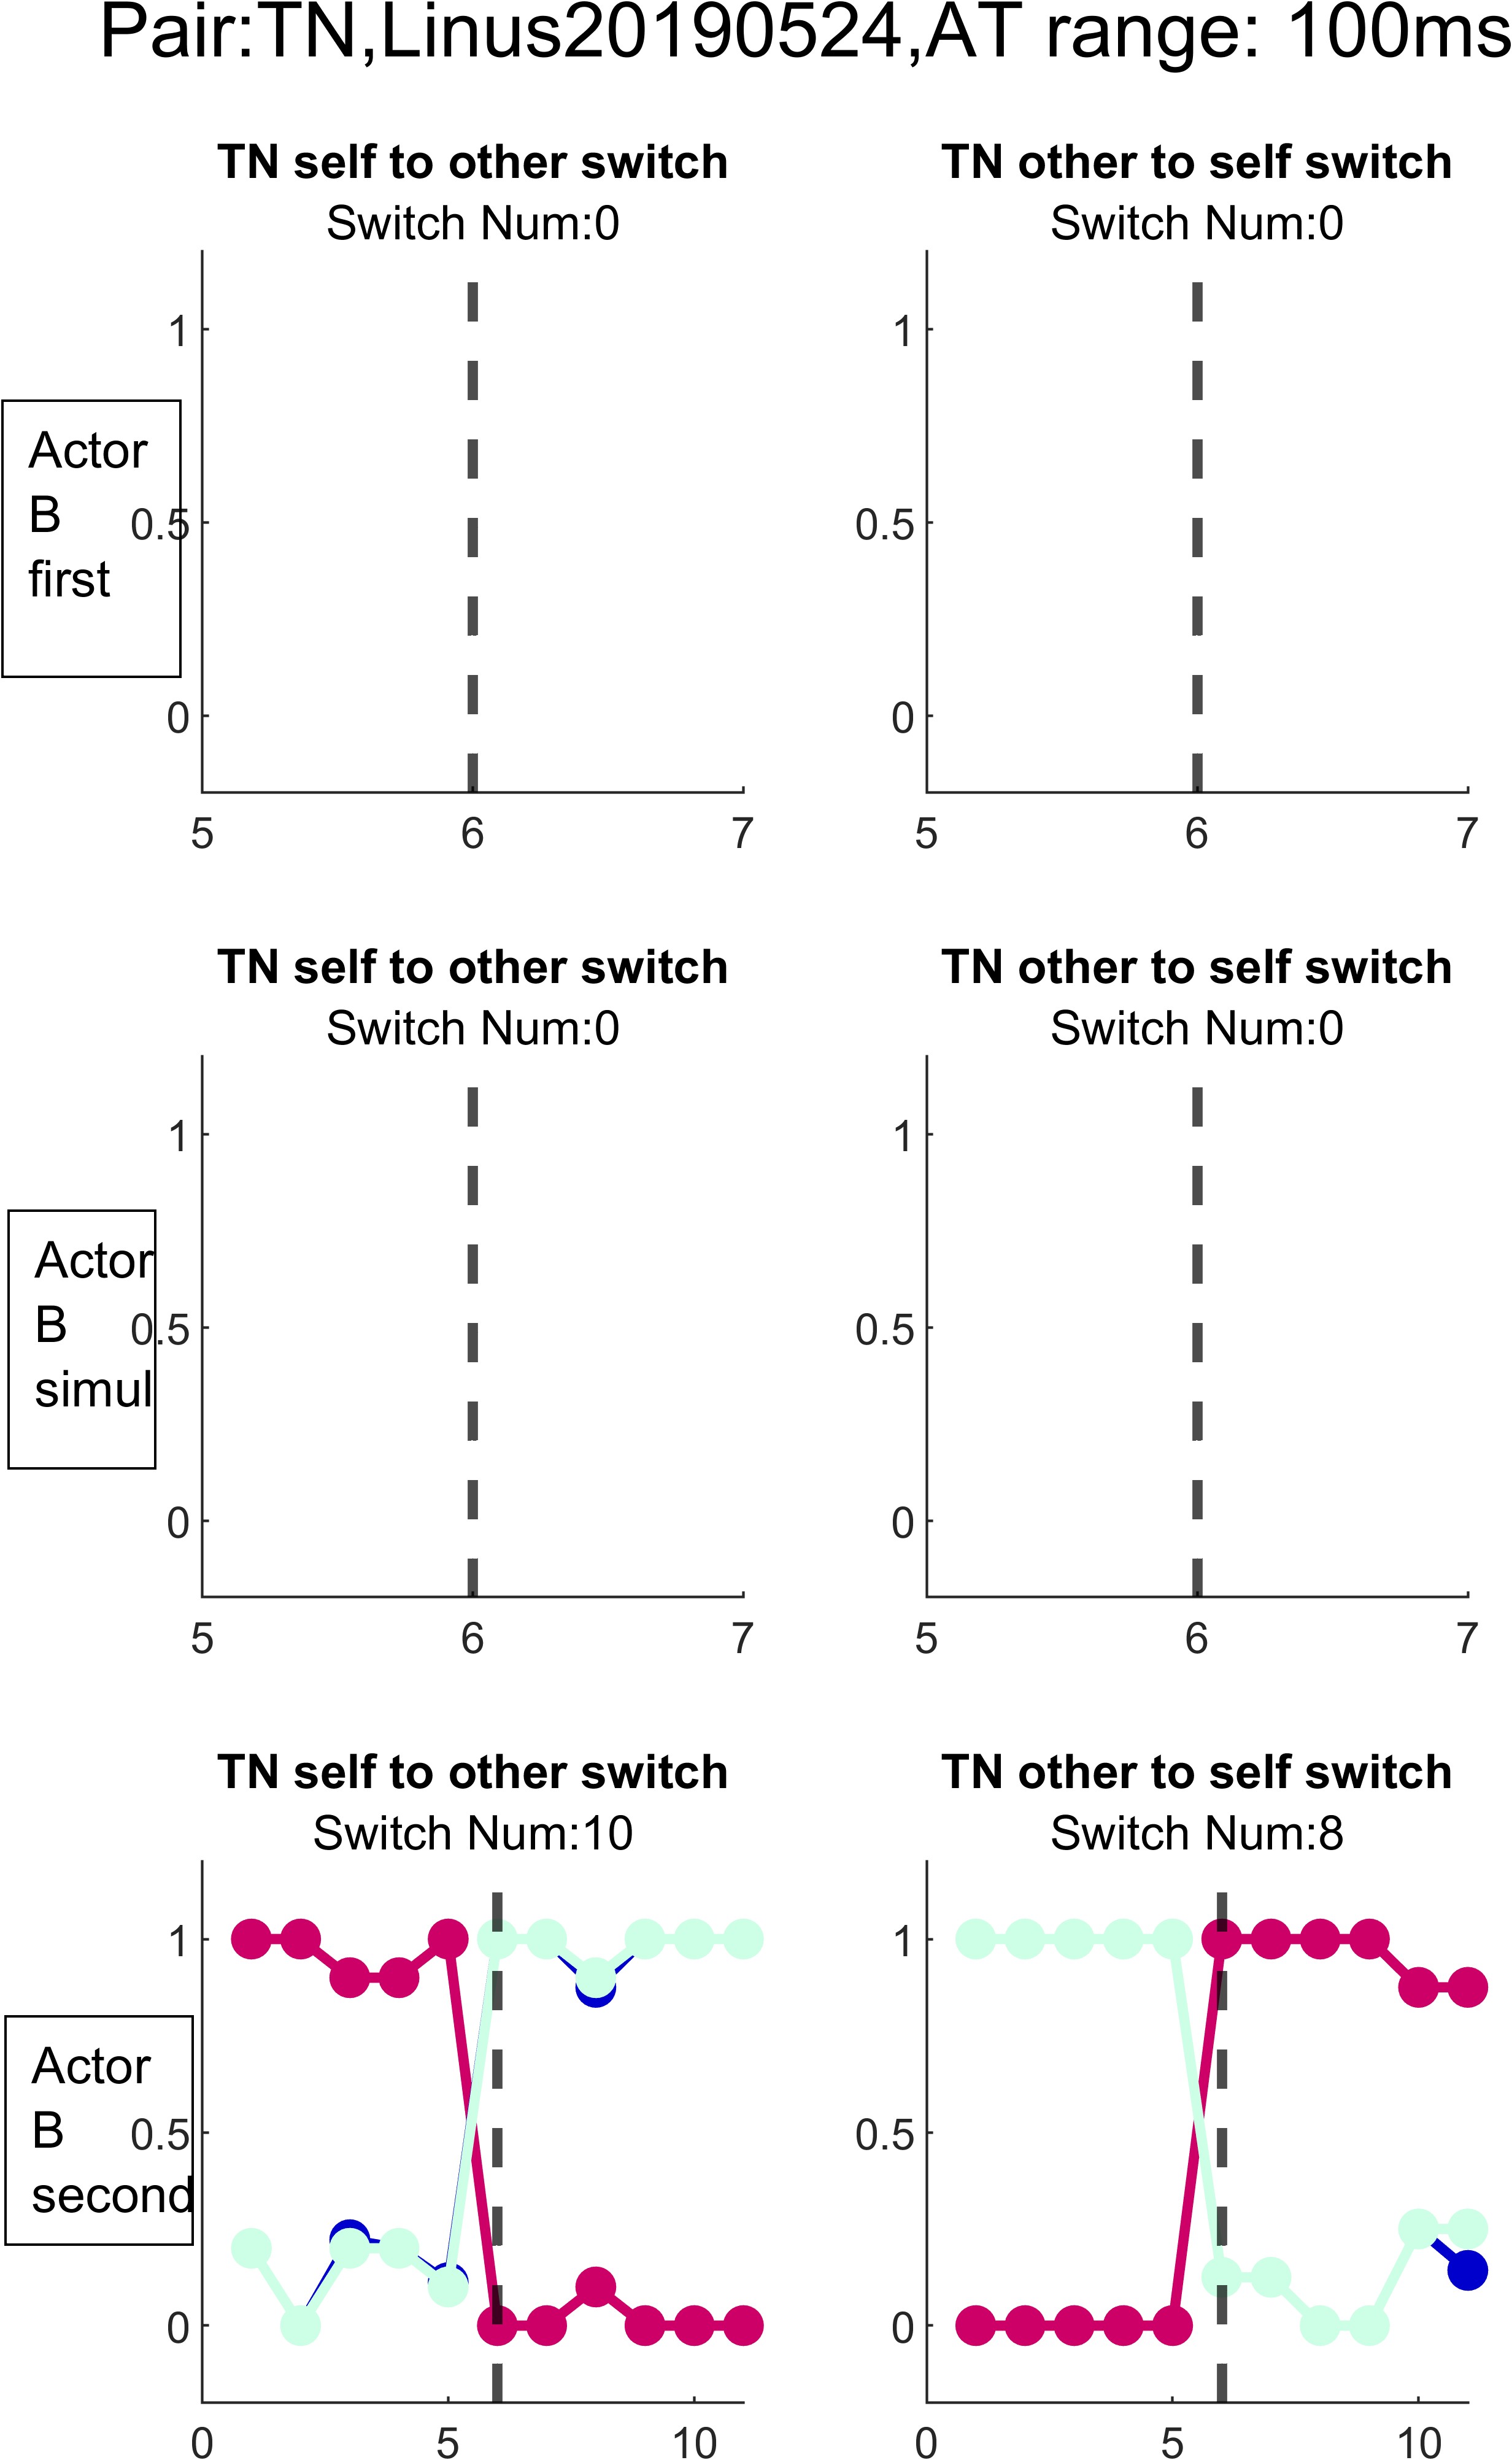 Pair:TN,Linus20190524,AT range: 100ms
TN self to other switch
Switch Num:0
1
0.5
0
5 6 7
TN other to self switch
Switch Num:0
1
0.5
0
5 6 7
Actor
B
first
TN self to other switch
Switch Num:0
1
0.5
0
5 6 7
TN other to self switch
Switch Num:0
1
0.5
0
5 6 7
Actor
B
simul
TN self to other switch
Switch Num:10
1
0.5
0
0 5 10
TN other to self switch
Switch Num:8
1
0.5
0
0 5 10
Actor
B
second